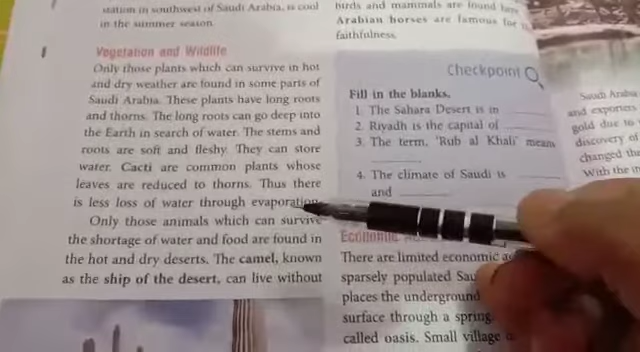 station in southwest of Saudi Arabia, is cool
in the summer season.
Vegetation and Wildlife
Only those plants which can survive in hot
and dry weather are found in some parts of
Saudi Arabia. These plants have long roots
and thorns. The long roots can go deep into
the Earth in search of water. The stems and
roots are soft and fleshy. They can store
water. Cacti are common plants whose
leaves are reduced to thorns. Thus there
is less loss of water through evaporation.
Only those animals which can survive
the shortage of water and food are found in
the hot and dry deserts. The camel, known
as the ship of the desert, can live without
birds and mammals are found here.
Arabian horses are famous for
faithfulness.
Checkpoint
Fill in the blanks.
1. The Sahara Desert is in ______
2. Riyadh is the capital of ______
3. The term, 'Rub al Khali' means
______
4. The climate of Saudi is ______
and ______
Economic
There are limited economic
sparsely populated
places the underground
surface through a spring.
called oasis. Small village
Saudi Arabia
and exporters
gold due to
discovery of
changed the
With the